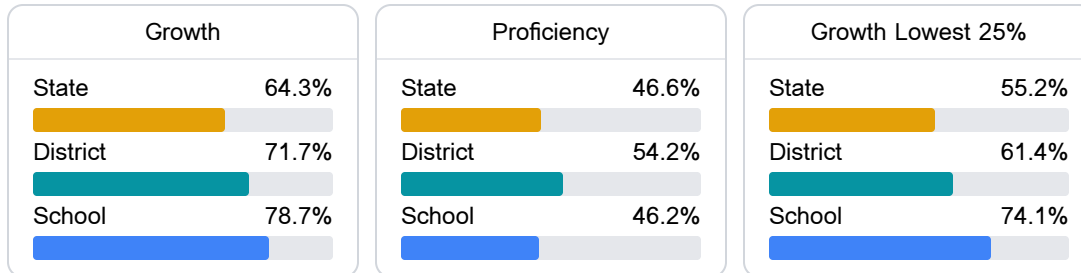 Growth
State 64.3%
District 71.7%
School 78.7%
Proficiency
State 46.6%
District 54.2%
School 46.2%
Growth Lowest 25%
State 55.2%
District 61.4%
School 74.1%